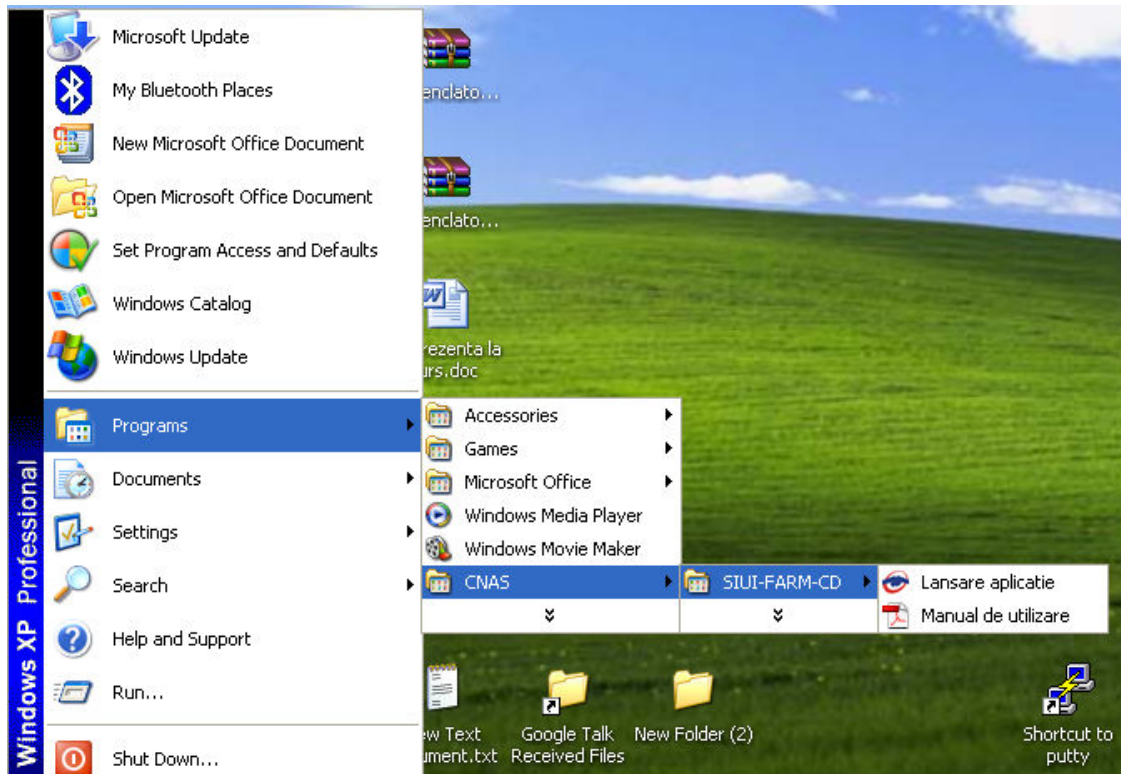 Microsoft Update
My Bluetooth Places
New Microsoft Office Document
Open Microsoft Office Document
Set Program Access and Defaults
Windows Catalog
Windows Update
Programs
Documents
Settings
Search
Help and Support
Run...
Shut Down...
Windows XP Professional
Accessories
Games
Microsoft Office
Windows Media Player
Windows Movie Maker
CNAS
SIUI-FARM-CD
Lansare aplicatie
Manual de utilizare
enclato...
enclato...
rezenta la
urs.doc
ew Text
ument.txt
Google Talk
Received Files
New Folder (2)
Shortcut to
putty